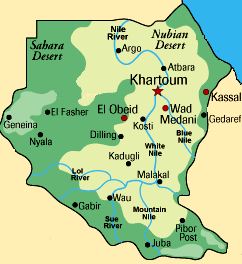 Nile
River
Nubian
Desert
Sahara
Desert
Argo
Atbara
Khartoum
Kassal
El Fasher
El Obeid
Wad
Medani
Gedaref
Geneina
Kosti
Nyala
Dilling
Blue
Nile
White
Nile
Kadugli
Lol
River
Malakal
Wau
Gabir
Mountain
Nile
Sue
River
Pibor
Post
Juba